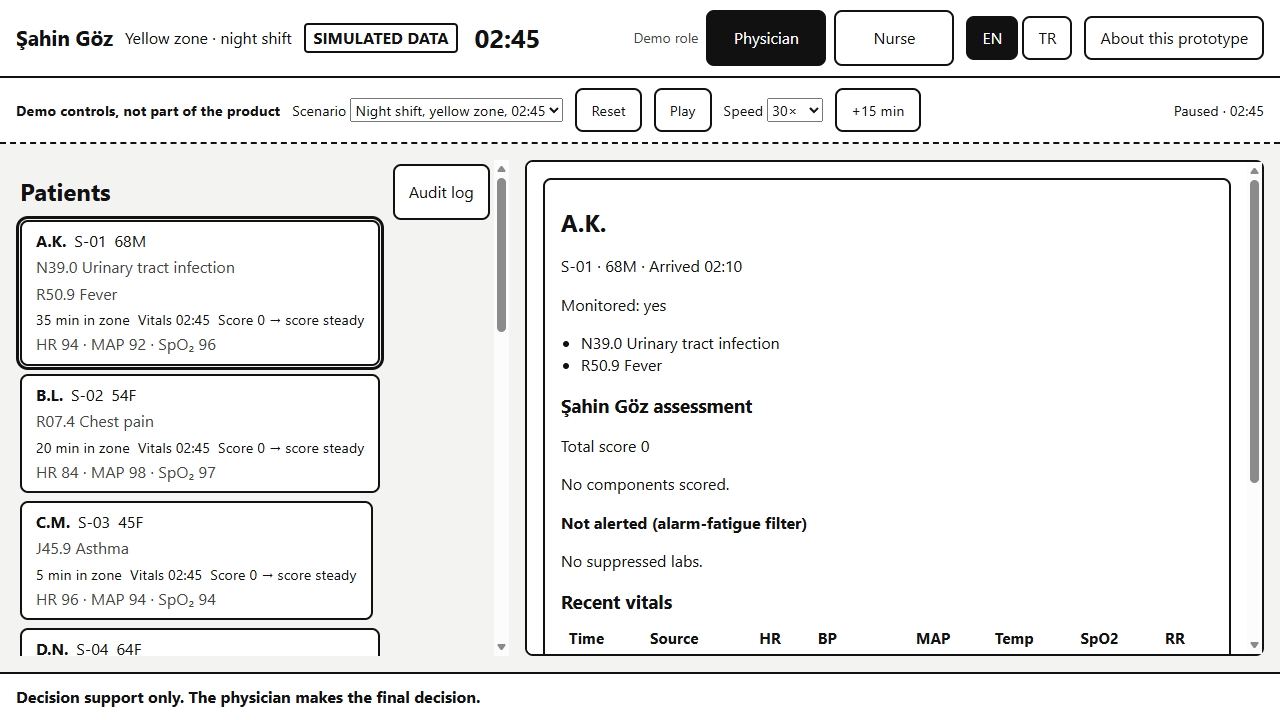 Şahin Göz Yellow zone · night shift SIMULATED DATA 02:45 Demo role Physician Nurse EN TR About this prototype
Demo controls, not part of the product Scenario Night shift, yellow zone, 02:45 Reset Play Speed 30× +15 min Paused · 02:45
Patients
Audit log
A.K. S-01 68M
N39.0 Urinary tract infection
R50.9 Fever
35 min in zone Vitals 02:45 Score 0 → score steady
HR 94 · MAP 92 · SpO₂ 96
B.L. S-02 54F
R07.4 Chest pain
20 min in zone Vitals 02:45 Score 0 → score steady
HR 84 · MAP 98 · SpO₂ 97
C.M. S-03 45F
J45.9 Asthma
5 min in zone Vitals 02:45 Score 0 → score steady
HR 96 · MAP 94 · SpO₂ 94
D.N. S-04 64F
A.K.
S-01 · 68M · Arrived 02:10
Monitored: yes
• N39.0 Urinary tract infection
• R50.9 Fever
Şahin Göz assessment
Total score 0
No components scored.
Not alerted (alarm-fatigue filter)
No suppressed labs.
Recent vitals
Time Source HR BP MAP Temp SpO2 RR
Decision support only. The physician makes the final decision.